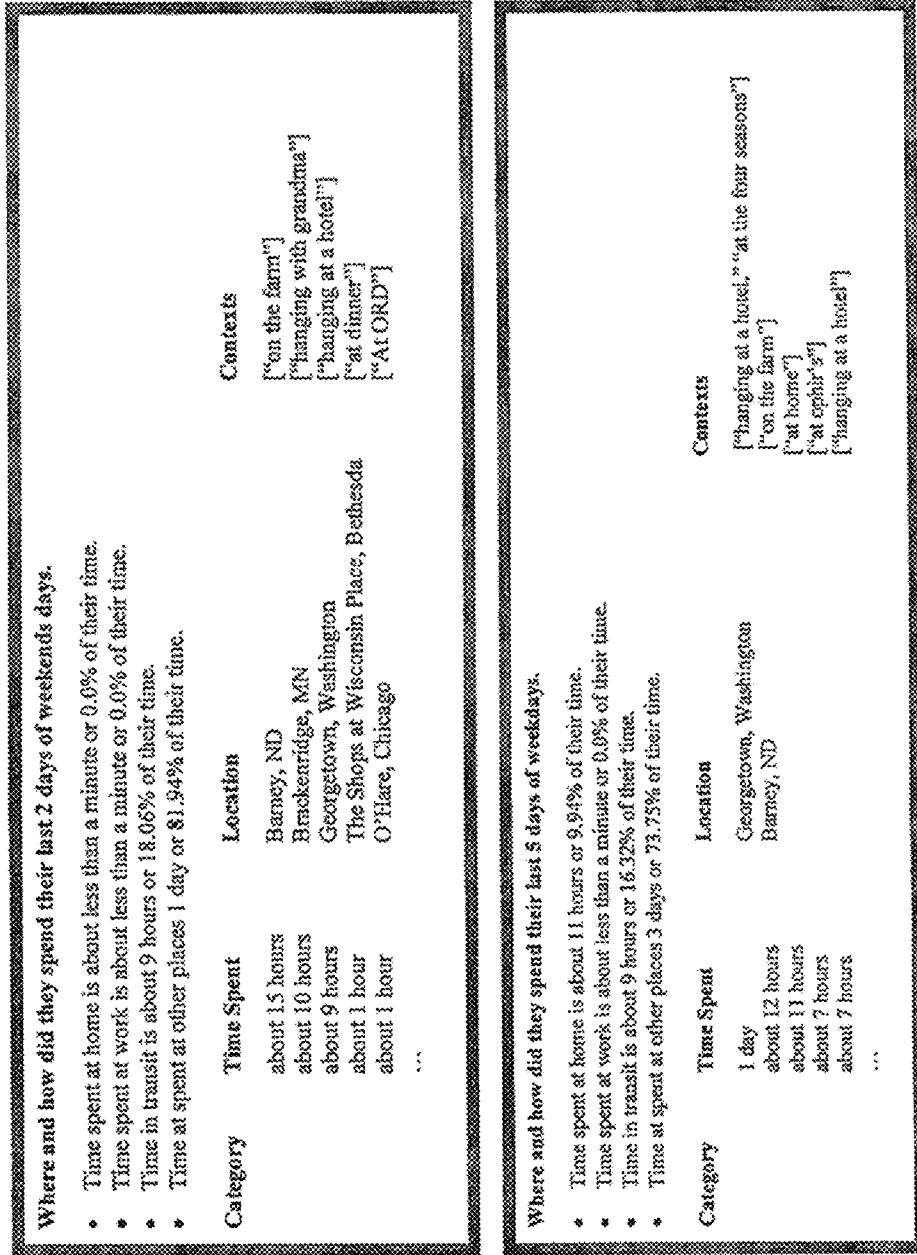 Where and how did they spend their last 2 days of weekends days.
• Time spent at home is about less than a minute or 0.0% of their time.
• Time spent at work is about less than a minute or 0.0% of their time.
• Time in transit is about 9 hours or 18.06% of their time.
• Time at spent at other places 1 day or 81.94% of their time.
Category Time Spent Location Contexts
about 15 hours Barney, ND ["on the farm"]
about 10 hours Brackenridge, MN ["hanging with grandma"]
about 9 hours Georgetown, Washington ["hanging at a hotel"]
about 1 hour The Shops at Wisconsin Place, Bethesda ["at dinner"]
about 1 hour O'Hare, Chicago ["At ORD"]
...
Where and how did they spend their last 5 days of weekdays.
• Time spent at home is about 11 hours or 9.94% of their time.
• Time spent at work is about less than a minute or 0.0% of their time.
• Time in transit is about 9 hours or 16.32% of their time.
• Time at spent at other places 3 days or 73.75% of their time.
Category Time Spent Location Contexts
1 day Georgetown, Washington ["hanging at a hotel," "at the four seasons"]
about 12 hours Barney, ND ["on the farm"]
about 11 hours ["at home"]
about 7 hours ["at ophir's"]
about 7 hours ["hanging at a hotel"]
...